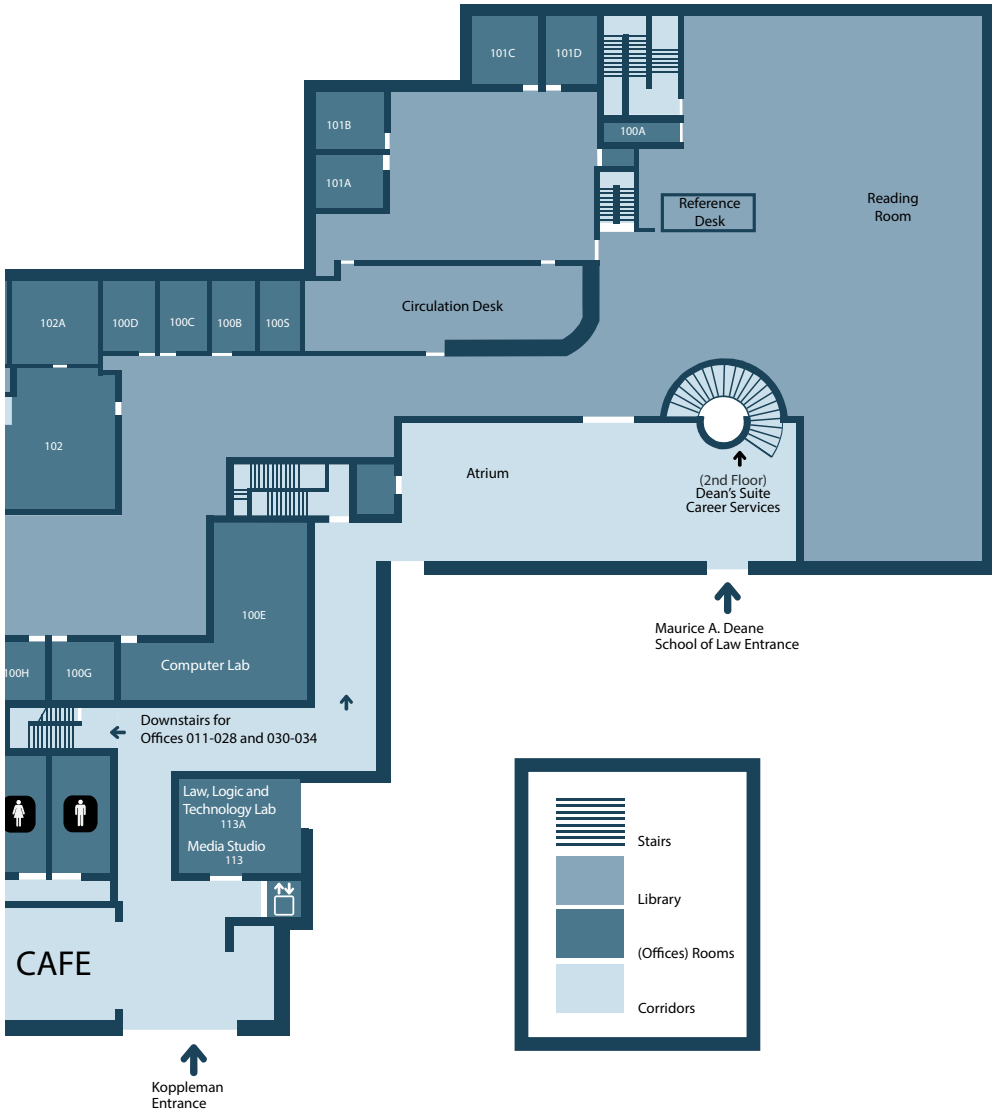 101C
101D
101B
100A
101A
Reference
Desk
Reading
Room
Circulation Desk
102A
100D
100C
100B
100S
102
Atrium
(2nd Floor)
Dean's Suite
Career Services
100E
Maurice A. Deane
School of Law Entrance
Computer Lab
100H
100G
Downstairs for
Offices 011-028 and 030-034
Law, Logic and
Technology Lab
113A
Media Studio
113
CAFE
Koppleman
Entrance
Stairs
Library
(Offices) Rooms
Corridors